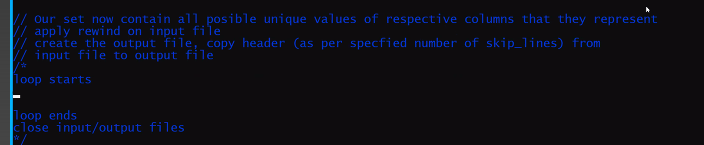 // Our set now contain all posible unique values of respective columns that they represent
// apply rewind on input file
// create the output file, copy header (as per specfied number of skip_lines) from
// input file to output file
/*
loop starts
loop ends
close input/output files
*/